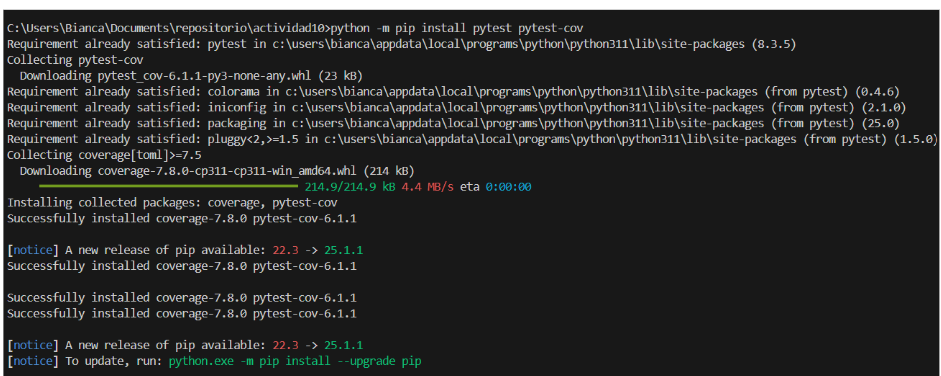 C:\Users\Bianca\Documents\repositorio\actividad10>python -m pip install pytest pytest-cov
Requirement already satisfied: pytest in c:\users\bianca\appdata\local\programs\python\python311\lib\site-packages (8.3.5)
Collecting pytest-cov
  Downloading pytest_cov-6.1.1-py3-none-any.whl (23 kB)
Requirement already satisfied: colorama in c:\users\bianca\appdata\local\programs\python\python311\lib\site-packages (from pytest) (0.4.6)
Requirement already satisfied: iniconfig in c:\users\bianca\appdata\local\programs\python\python311\lib\site-packages (from pytest) (2.1.0)
Requirement already satisfied: packaging in c:\users\bianca\appdata\local\programs\python\python311\lib\site-packages (from pytest) (25.0)
Requirement already satisfied: pluggy<2,>=1.5 in c:\users\bianca\appdata\local\programs\python\python311\lib\site-packages (from pytest) (1.5.0)
Collecting coverage[toml]>=7.5
  Downloading coverage-7.8.0-cp311-cp311-win_amd64.whl (214 kB)
214.9/214.9 kB 4.4 MB/s eta 0:00:00
Installing collected packages: coverage, pytest-cov
Successfully installed coverage-7.8.0 pytest-cov-6.1.1
[notice] A new release of pip available: 22.3 -> 25.1.1
Successfully installed coverage-7.8.0 pytest-cov-6.1.1
Successfully installed coverage-7.8.0 pytest-cov-6.1.1
Successfully installed coverage-7.8.0 pytest-cov-6.1.1
[notice] A new release of pip available: 22.3 -> 25.1.1
[notice] To update, run: python.exe -m pip install --upgrade pip